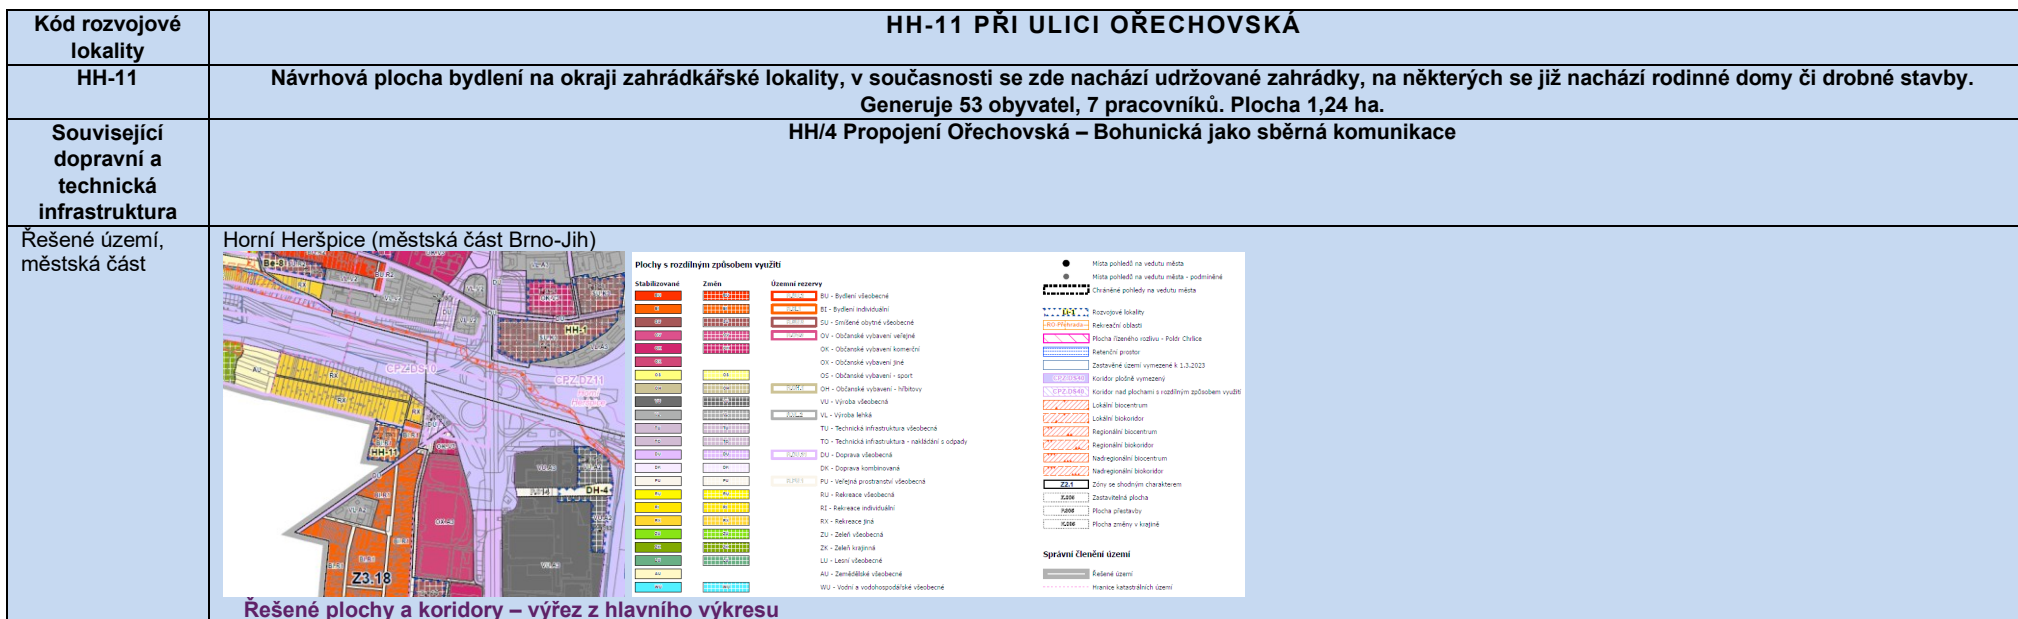 Kód rozvojové
lokality
HH-11 PŘI ULICI OŘECHOVSKÁ
HH-11
Návrhová plocha bydlení na okraji zahrádkářské lokality, v současnosti se zde nachází udržované zahrádky, na některých se již nachází rodinné domy či drobné stavby.
Generuje 53 obyvatel, 7 pracovníků. Plocha 1,24 ha.
Související
dopravní a
technická
infrastruktura
HH/4 Propojení Ořechovská – Bohunická jako sběrná komunikace
Řešené území,
městská část
Horní Heršpice (městská část Brno-Jih)
Be-8
HH-1
CPZ-DS10
CPZ-DZ11
HH-11
DH-4
Z3.18
Plochy s rozdílným způsobem využití
Stabilizované Změn Územní rezervy
BU - Bydlení všeobecné
BI - Bydlení individuální
SU - Smíšené obytné všeobecné
OV - Občanské vybavení veřejné
OK - Občanské vybavení komerční
OX - Občanské vybavení jiné
OS - Občanské vybavení - sport
OH - Občanské vybavení - hřbitovy
VU - Výroba všeobecná
VL - Výroba lehká
TU - Technická infrastruktura všeobecná
TO - Technická infrastruktura - nakládání s odpady
DU - Doprava všeobecná
DK - Doprava kombinovaná
PU - Veřejná prostranství všeobecná
RU - Rekreace všeobecná
RI - Rekreace individuální
RX - Rekreace jiná
ZU - Zeleň všeobecná
ZK - Zeleň krajinná
LU - Lesní všeobecné
AU - Zemědělské všeobecné
WU - Vodní a vodohospodářské všeobecné
Místa pohledů na vedutu města
Místa pohledů na vedutu města - podmíněné
Chráněné pohledy na vedutu města
Rozvojové lokality
Rekreační oblasti
Plocha řízeného rozlivu - Poldr Chrlice
Retenční prostor
Zastavěné území vymezené k 1.3.2023
Koridor plošně vymezený
Koridor nad plochami s rozdílným způsobem využití
Lokální biocentrum
Lokální biokoridor
Regionální biocentrum
Regionální biokoridor
Nadregionální biocentrum
Nadregionální biokoridor
Z2.1 Zóny se shodným charakterem
Zastavitelná plocha
Plocha přestavby
Plocha změny v krajině
Správní členění území
Řešené území
Hranice katastrálních území
Řešené plochy a koridory – výřez z hlavního výkresu